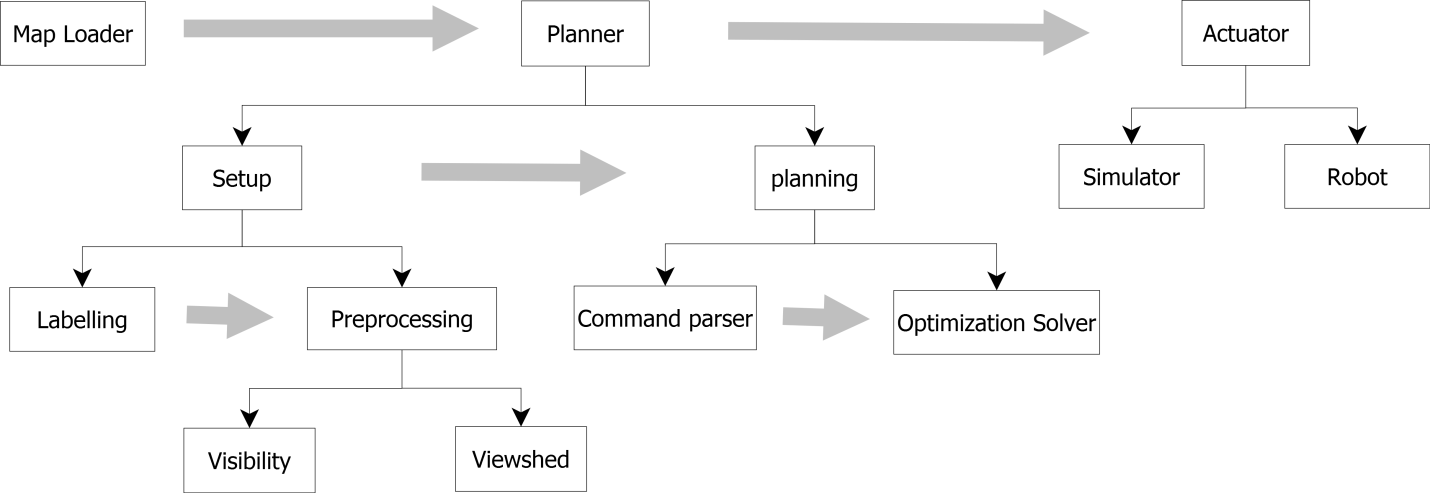 Map Loader
Planner
Actuator
Setup
planning
Simulator
Robot
Labelling
Preprocessing
Command parser
Optimization Solver
Visibility
Viewshed